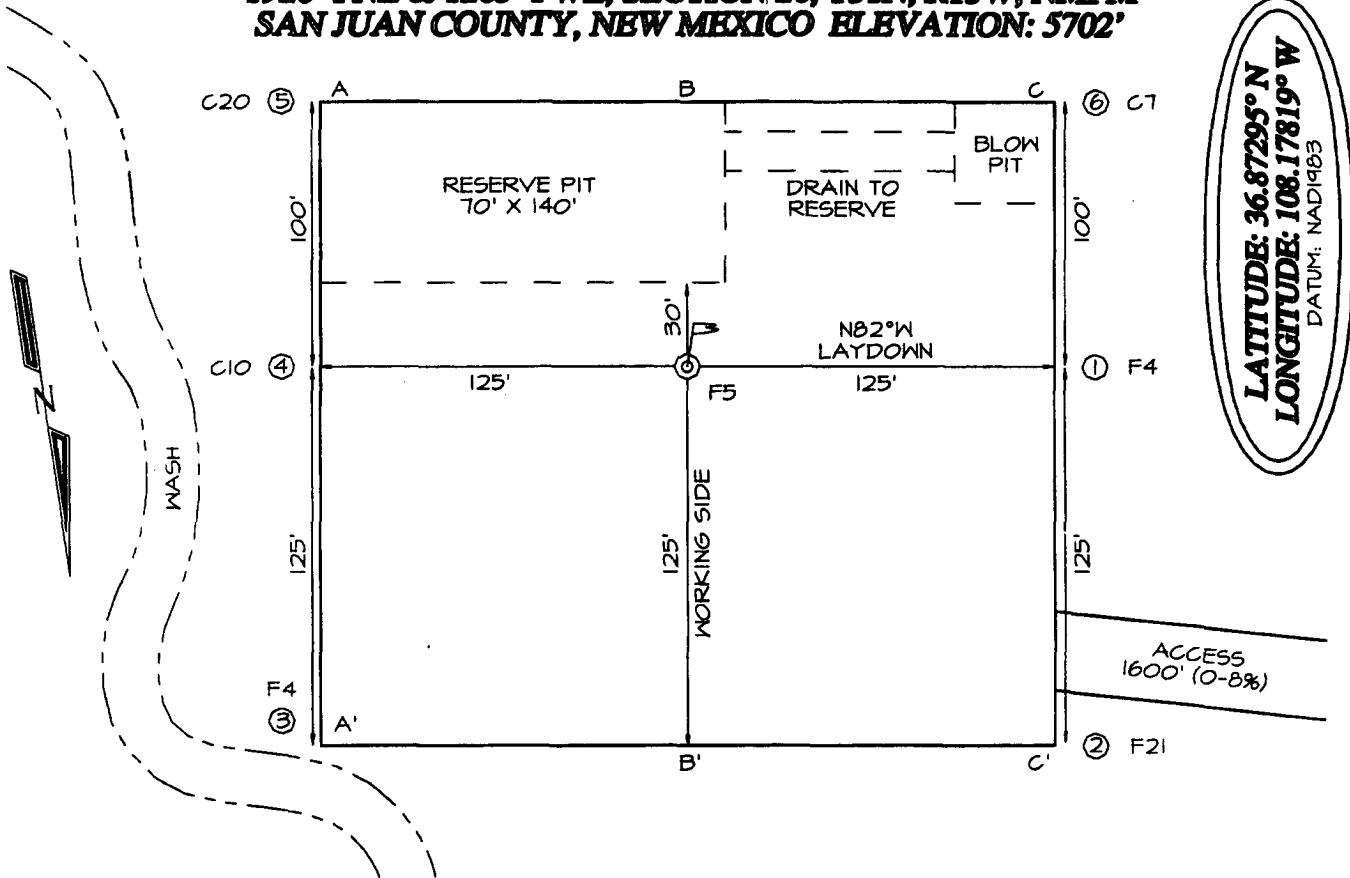 SAN JUAN COUNTY, NEW MEXICO ELEVATION: 5702'
A
B
C
C20 ⑤
⑥ C7
BLOW
PIT
RESERVE PIT
70' X 140'
DRAIN TO
RESERVE
100'
100'
30'
N82°W
LAYDOWN
C10 ④
125'
125'
① F4
F5
N
WASH
125'
125'
WORKING SIDE
125'
ACCESS
1600' (0-8%)
F4
③
A'
B'
C'
② F21
LATITUDE: 36.87295° N
LONGITUDE: 108.17819° W
DATUM: NAD1983